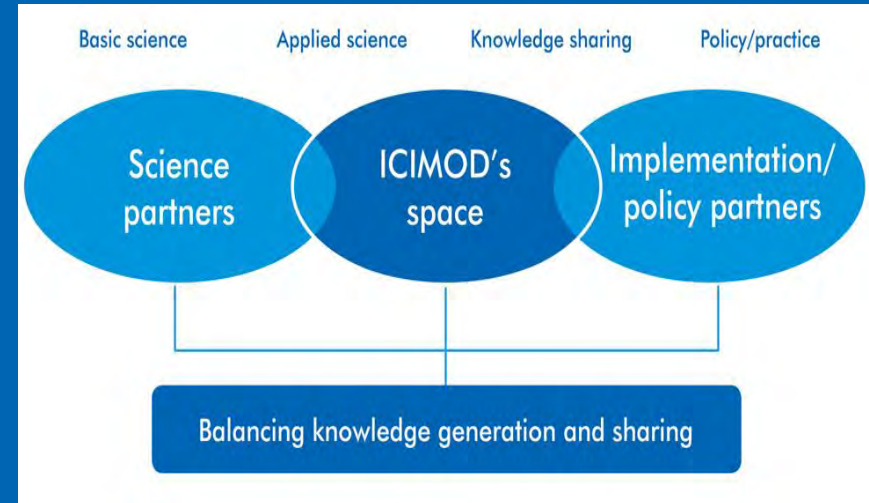 Basic science Applied science Knowledge sharing Policy/practice
Science
partners
ICIMOD's
space
Implementation/
policy partners
Balancing knowledge generation and sharing